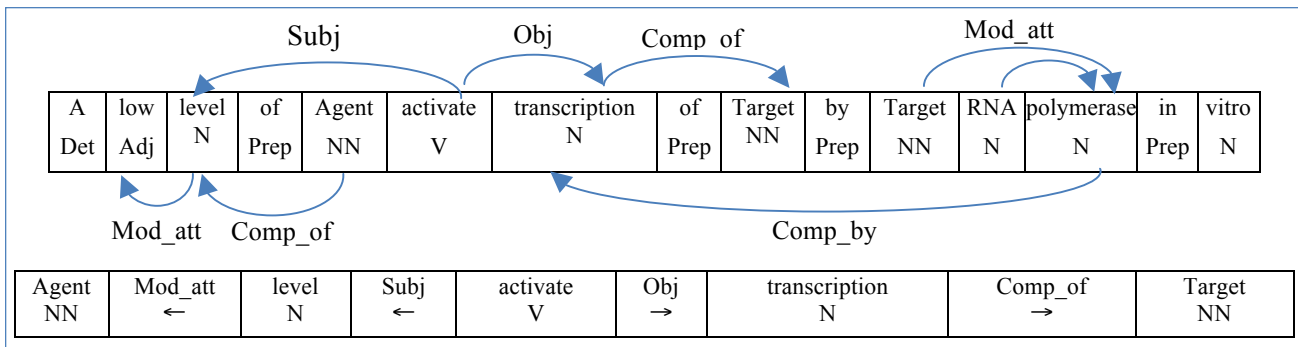 Subj Obj Comp_of Mod_att
A low level of Agent activate transcription of Target by Target RNA polymerase in vitro
Det Adj N Prep NN V N Prep NN Prep NN N N Prep N
Mod_att Comp_of Comp_by
Agent Mod_att level Subj activate Obj transcription Comp_of Target
NN ← N ← V → N → NN